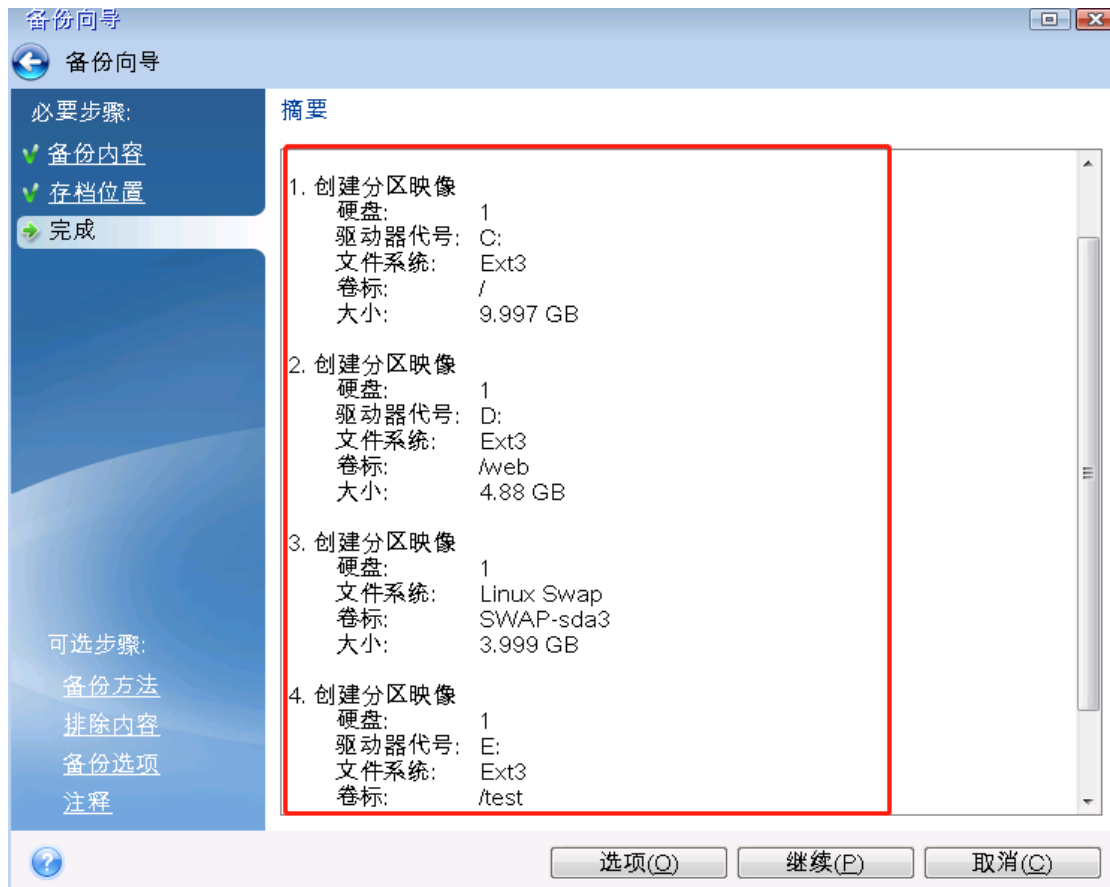 备份向导
备份向导
必要步骤:
备份内容
存档位置
完成
可选步骤:
备份方法
排除内容
备份选项
注释
摘要
1. 创建分区映像
硬盘: 1
驱动器代号: C:
文件系统: Ext3
卷标: /
大小: 9.997 GB
2. 创建分区映像
硬盘: 1
驱动器代号: D:
文件系统: Ext3
卷标: /web
大小: 4.88 GB
3. 创建分区映像
硬盘: 1
文件系统: Linux Swap
卷标: SWAP-sda3
大小: 3.999 GB
4. 创建分区映像
硬盘: 1
驱动器代号: E:
文件系统: Ext3
卷标: /test
选项(O) 继续(P) 取消(C)